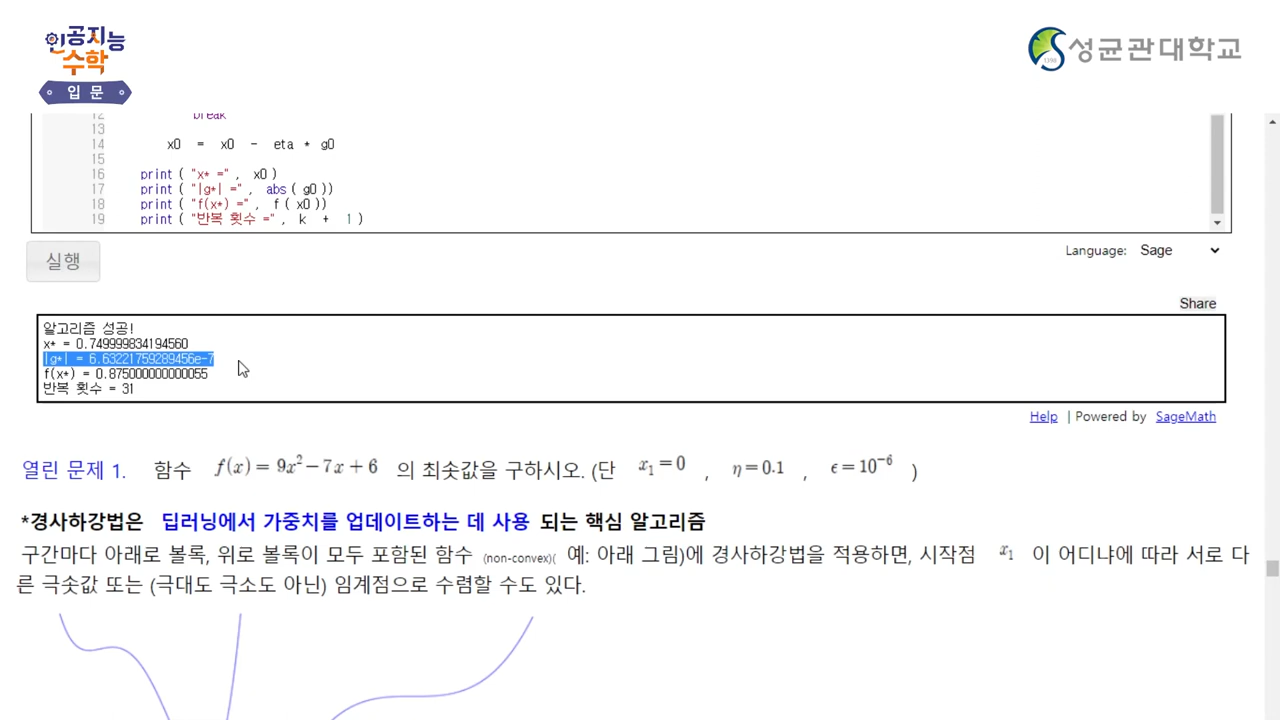 인공지능
수학
입문
성균관대학교
12 break
13
14 x0 = x0 - eta * g0
15
16 print ( "x* =" , x0 )
17 print ( "|g*| =" , abs ( g0 ))
18 print ( "f(x*) =" , f ( x0 ))
19 print ( "반복 횟수 =" , k + 1 )
실행
Language: Sage
Share
알고리즘 성공!
x* = 0.749999834194560
|g*| = 6.63221759289456e-7
f(x*) = 0.875000000000055
반복 횟수 = 31
Help | Powered by SageMath
열린 문제 1. 함수 f(x) = 9x² − 7x + 6 의 최솟값을 구하시오. (단 x₁ = 0 , η = 0.1 , ϵ = 10⁻⁶ )
*경사하강법은 딥러닝에서 가중치를 업데이트하는 데 사용 되는 핵심 알고리즘
구간마다 아래로 볼록, 위로 볼록이 모두 포함된 함수 (non-convex)( 예: 아래 그림)에 경사하강법을 적용하면, 시작점 x₁ 이 어디냐에 따라 서로 다
른 극솟값 또는 (극대도 극소도 아닌) 임계점으로 수렴할 수도 있다.